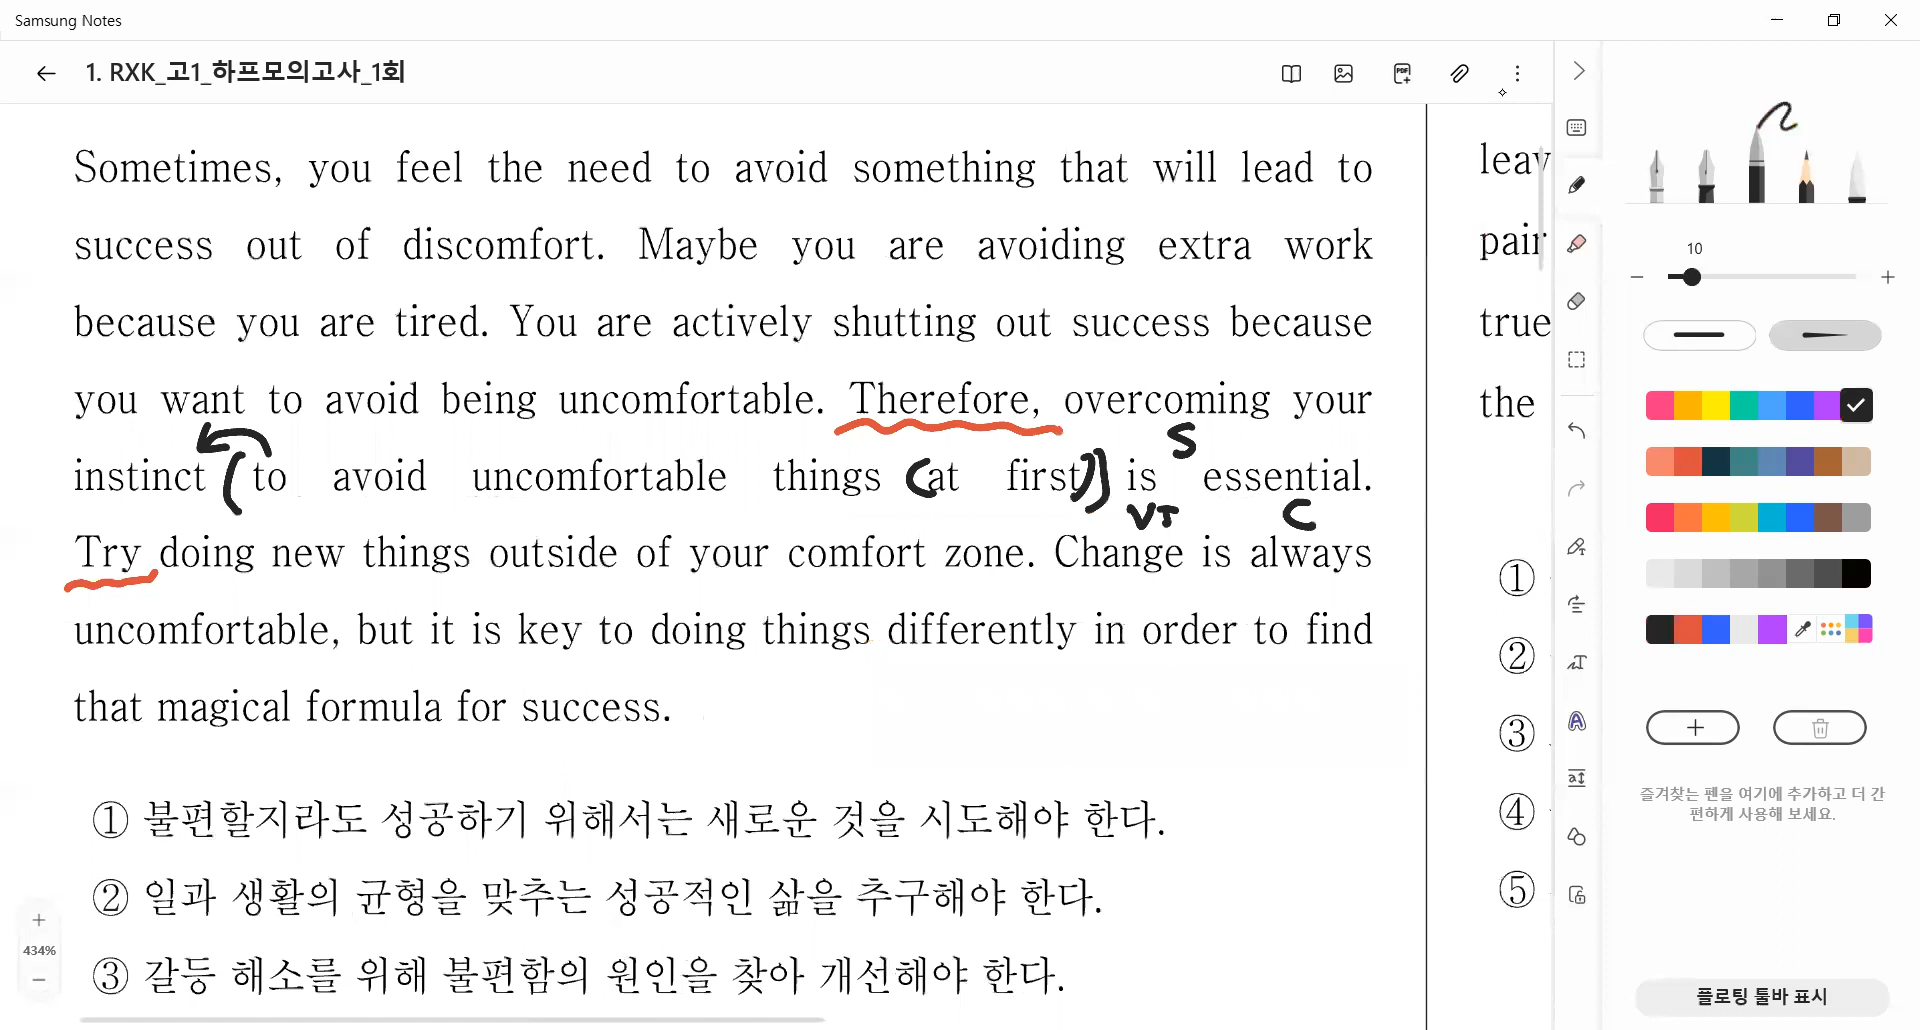 Samsung Notes
1. RXK_고1_하프모의고사_1회
Sometimes, you feel the need to avoid something that will lead to
success out of discomfort. Maybe you are avoiding extra work
because you are tired. You are actively shutting out success because
you want to avoid being uncomfortable. Therefore, overcoming your
S
instinct (to avoid uncomfortable things (at first)) is essential.
VI C
Try doing new things outside of your comfort zone. Change is always
uncomfortable, but it is key to doing things differently in order to find
that magical formula for success.
① 불편할지라도 성공하기 위해서는 새로운 것을 시도해야 한다.
② 일과 생활의 균형을 맞추는 성공적인 삶을 추구해야 한다.
③ 갈등 해소를 위해 불편함의 원인을 찾아 개선해야 한다.
434%
leav
pair
true
the
①
②
③
④
⑤
PDF
10
즐겨찾는 펜을 여기에 추가하고 더 간
편하게 사용해 보세요.
플로팅 툴바 표시